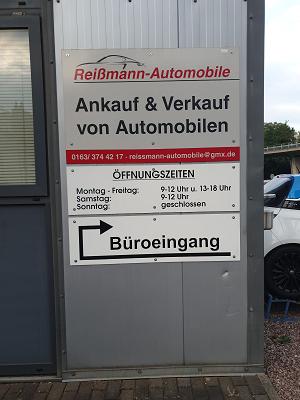 Reißmann-Automobile
Ankauf & Verkauf
von Automobilen
0163/ 374 42 17 - reissmann-automobile@gmx.de
ÖFFNUNGSZEITEN
Montag - Freitag: 9-12 Uhr u. 13-18 Uhr
Samstag: 9-12 Uhr
Sonntag: geschlossen
Büroeingang